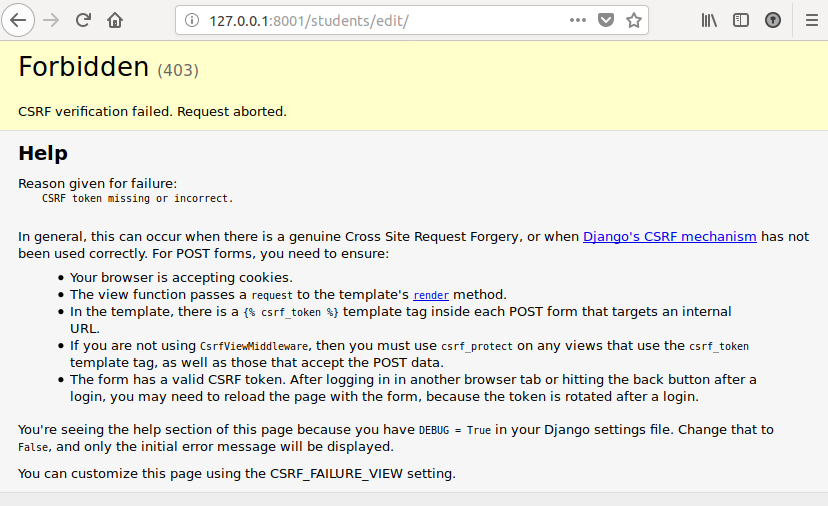 127.0.0.1:8001/students/edit/
Forbidden (403)
CSRF verification failed. Request aborted.
Help
Reason given for failure:
CSRF token missing or incorrect.
In general, this can occur when there is a genuine Cross Site Request Forgery, or when Django's CSRF mechanism has not
been used correctly. For POST forms, you need to ensure:
• Your browser is accepting cookies.
• The view function passes a request to the template's render method.
• In the template, there is a {% csrf_token %} template tag inside each POST form that targets an internal
URL.
• If you are not using CsrfViewMiddleware, then you must use csrf_protect on any views that use the csrf_token
template tag, as well as those that accept the POST data.
• The form has a valid CSRF token. After logging in in another browser tab or hitting the back button after a
login, you may need to reload the page with the form, because the token is rotated after a login.
You're seeing the help section of this page because you have DEBUG = True in your Django settings file. Change that to
False, and only the initial error message will be displayed.
You can customize this page using the CSRF_FAILURE_VIEW setting.